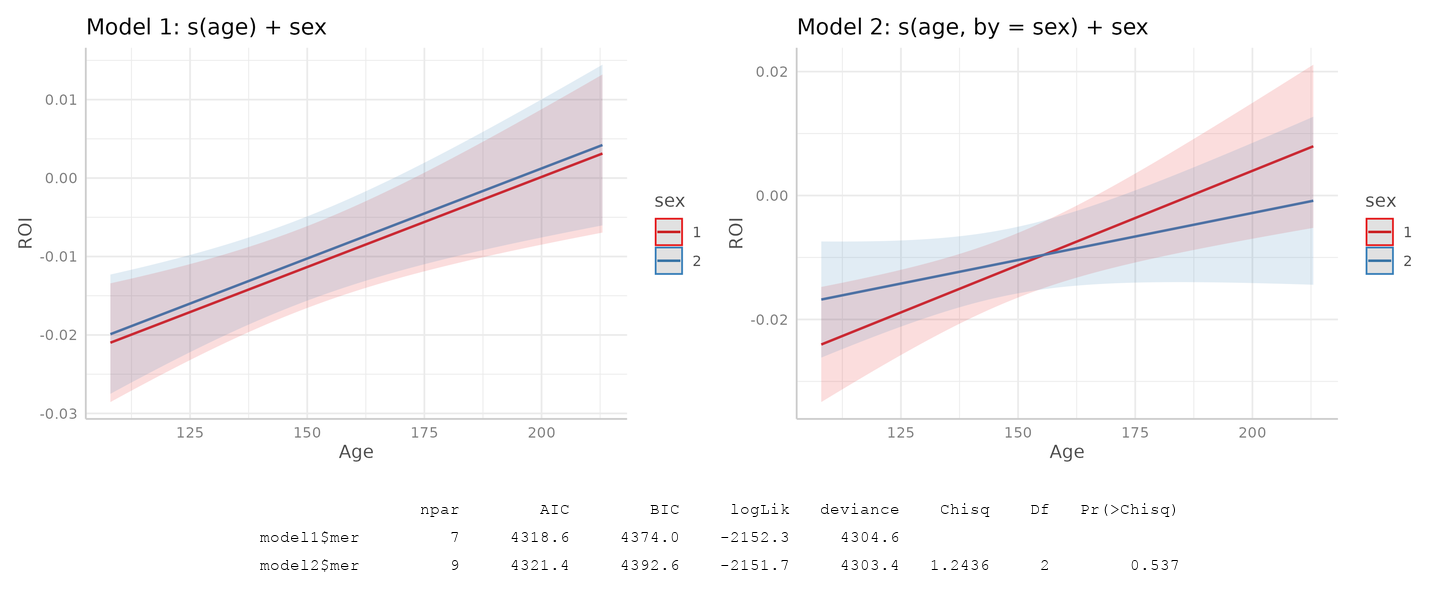 Model 1: s(age) + sex
0.01
0.00
-0.01
-0.02
-0.03
ROI
125 150 175 200
Age
sex
1
2
Model 2: s(age, by = sex) + sex
0.02
0.00
-0.02
ROI
125 150 175 200
Age
sex
1
2
npar AIC BIC logLik deviance Chisq Df Pr(>Chisq)
model1$mer 7 4318.6 4374.0 -2152.3 4304.6
model2$mer 9 4321.4 4392.6 -2151.7 4303.4 1.2436 2 0.537